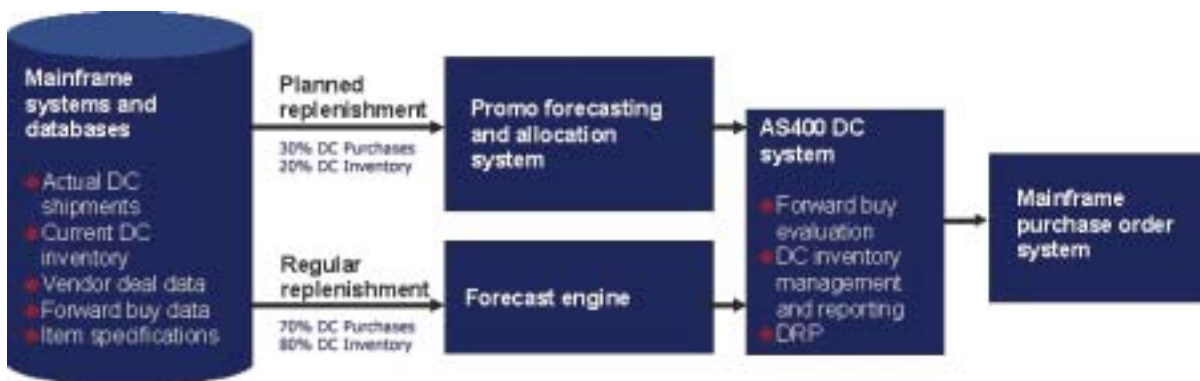 Mainframe
systems and
databases
Actual DC
shipments
Current DC
inventory
Vendor deal data
Forward buy data
Item specifications
Planned
replenishment
30% DC Purchases
20% DC Inventory
Regular
replenishment
70% DC Purchases
80% DC Inventory
Promo forecasting
and allocation
system
Forecast engine
AS400 DC
system
Forward buy
evaluation
DC inventory
management
and reporting
DRP
Mainframe
purchase order
system